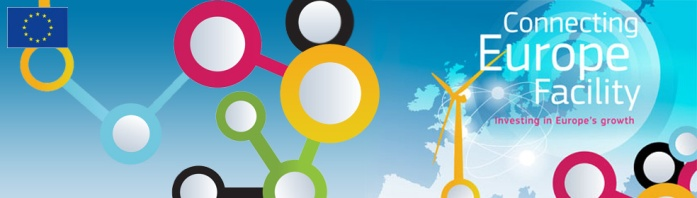 Connecting
Europe
Facility
Investing in Europe's growth